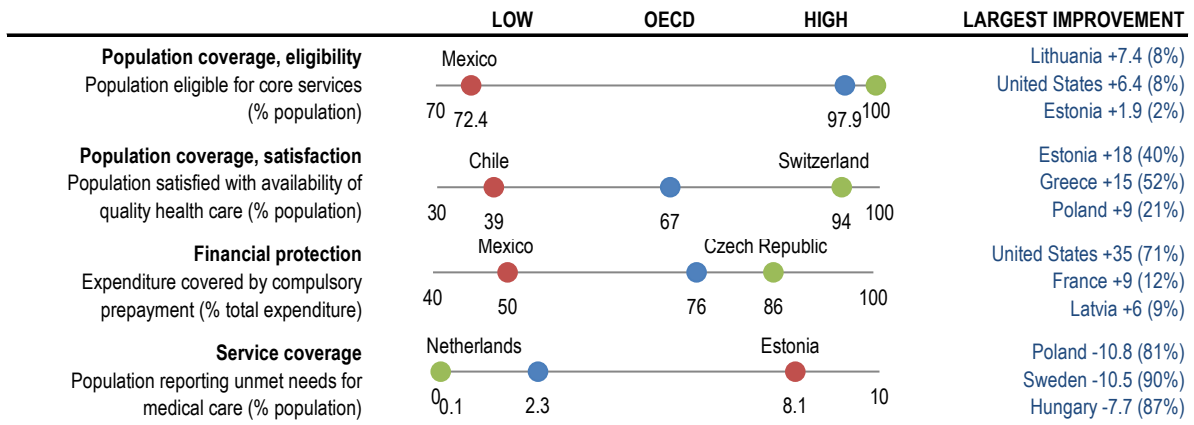 LOW OECD HIGH LARGEST IMPROVEMENT
Population coverage, eligibility
Population eligible for core services
(% population)
Mexico
70 72.4 97.9 100
Lithuania +7.4 (8%)
United States +6.4 (8%)
Estonia +1.9 (2%)
Population coverage, satisfaction
Population satisfied with availability of
quality health care (% population)
Chile Switzerland
30 39 67 94 100
Estonia +18 (40%)
Greece +15 (52%)
Poland +9 (21%)
Financial protection
Expenditure covered by compulsory
prepayment (% total expenditure)
Mexico Czech Republic
40 50 76 86 100
United States +35 (71%)
France +9 (12%)
Latvia +6 (9%)
Service coverage
Population reporting unmet needs for
medical care (% population)
Netherlands Estonia
0 0.1 2.3 8.1 10
Poland -10.8 (81%)
Sweden -10.5 (90%)
Hungary -7.7 (87%)